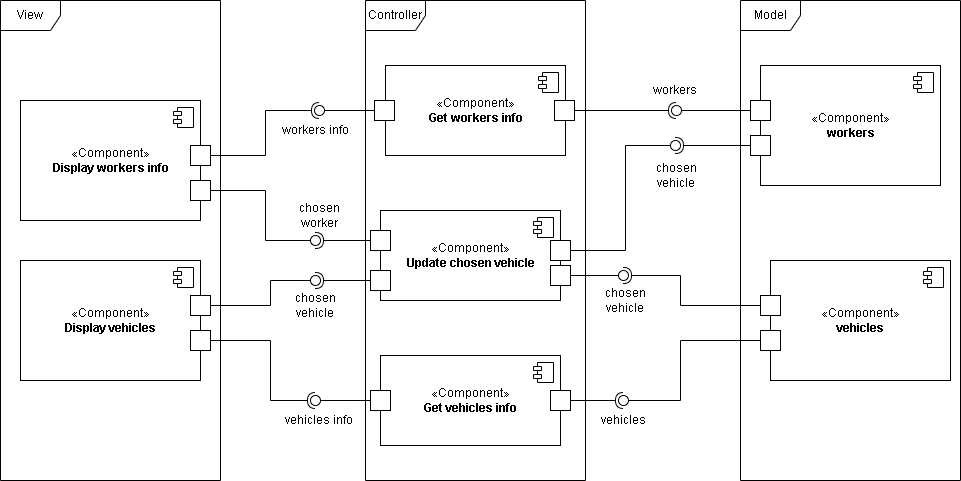 View
Controller
Model
«Component»
Display workers info
«Component»
Display vehicles
workers info
chosen
worker
chosen
vehicle
vehicles info
«Component»
Get workers info
«Component»
Update chosen vehicle
«Component»
Get vehicles info
workers
chosen
vehicle
chosen
vehicle
vehicles
«Component»
workers
«Component»
vehicles